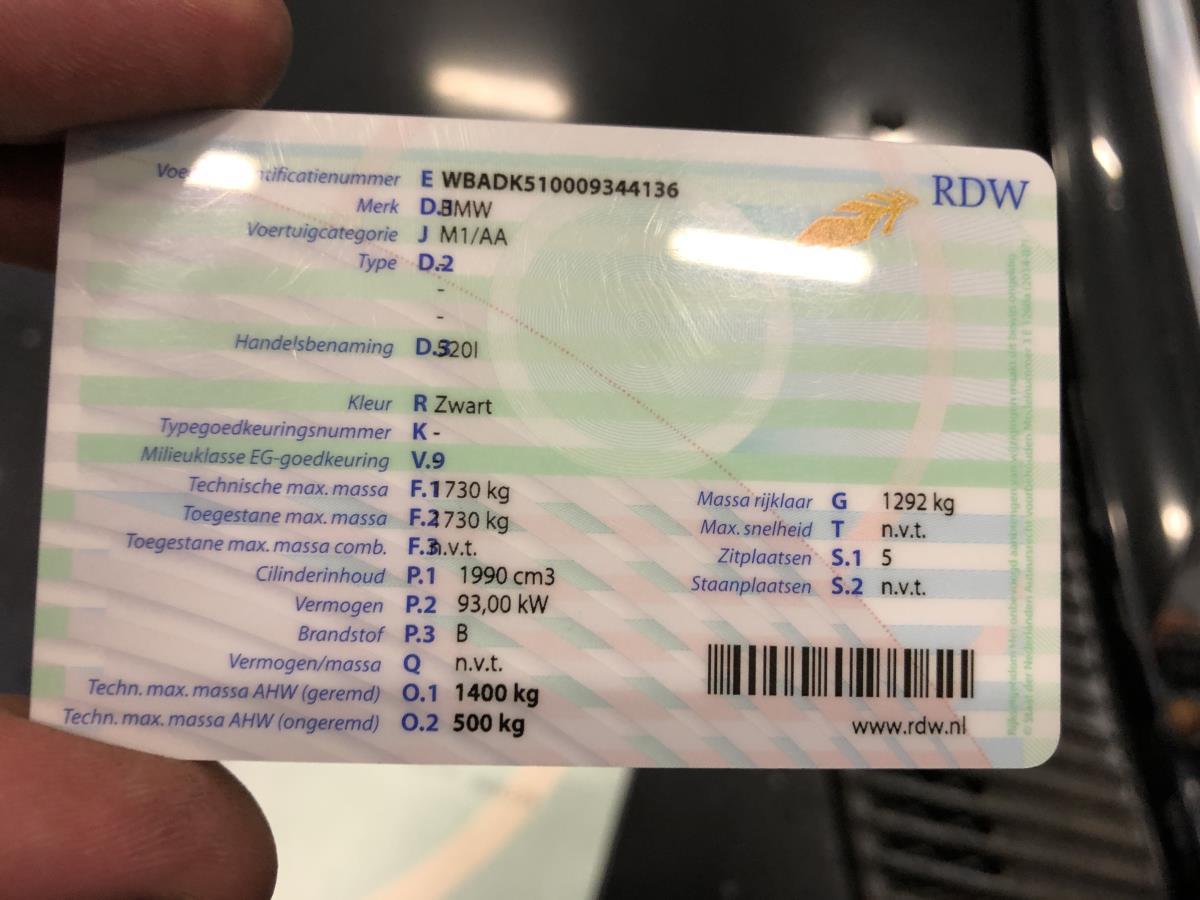 RDW
E WBADK510009344136
Merk D.1 BMW
Voertuigcategorie J M1/AA
Type D.2 -
-
-
Handelsbenaming D.3 520I
Kleur R Zwart
Typegoedkeuringsnummer K -
Milieuklasse EG-goedkeuring V.9
Technische max. massa F.1 1730 kg
Toegestane max. massa F.2 1730 kg
Toegestane max. massa comb. F.3 n.v.t.
Cilinderinhoud P.1 1990 cm3
Vermogen P.2 93,00 kW
Brandstof P.3 B
Vermogen/massa Q n.v.t.
Techn. max. massa AHW (geremd) O.1 1400 kg
Techn. max. massa AHW (ongeremd) O.2 500 kg
Massa rijklaar G 1292 kg
Max. snelheid T n.v.t.
Zitplaatsen S.1 5
Staanplaatsen S.2 n.v.t.
www.rdw.nl